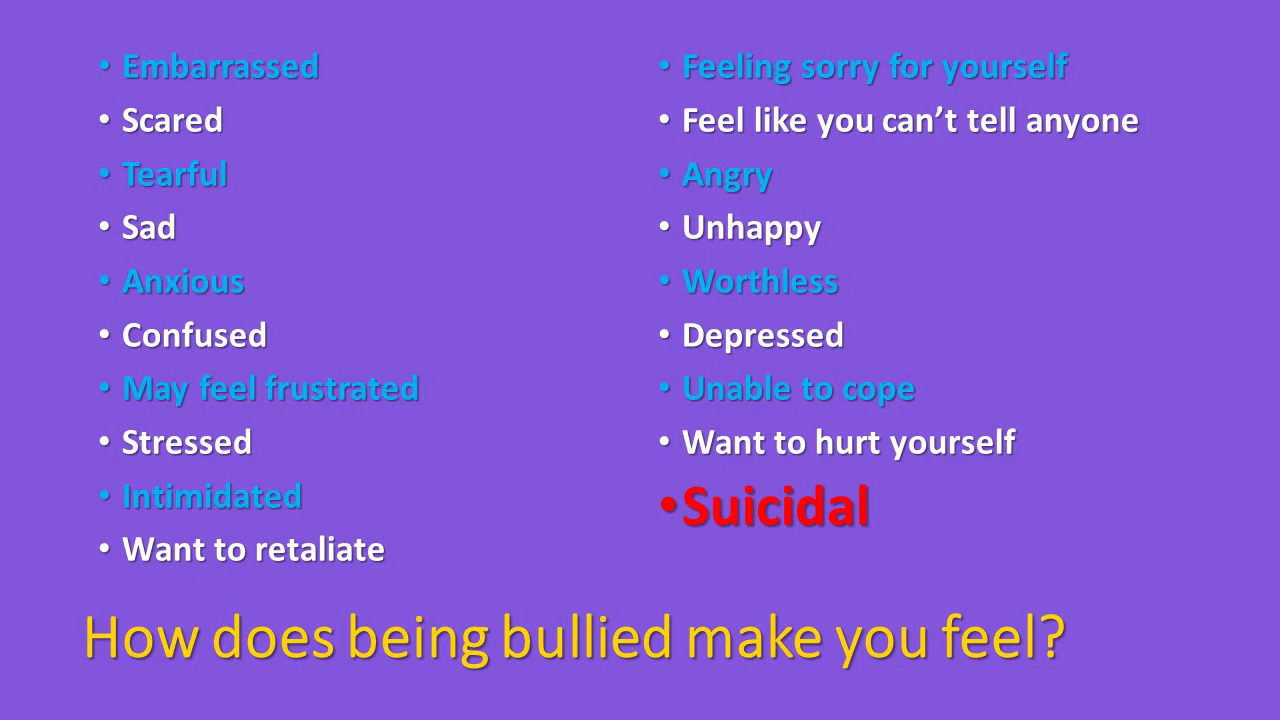 • Embarrassed
• Scared
• Tearful
• Sad
• Anxious
• Confused
• May feel frustrated
• Stressed
• Intimidated
• Want to retaliate
• Feeling sorry for yourself
• Feel like you can’t tell anyone
• Angry
• Unhappy
• Worthless
• Depressed
• Unable to cope
• Want to hurt yourself
•Suicidal
How does being bullied make you feel?